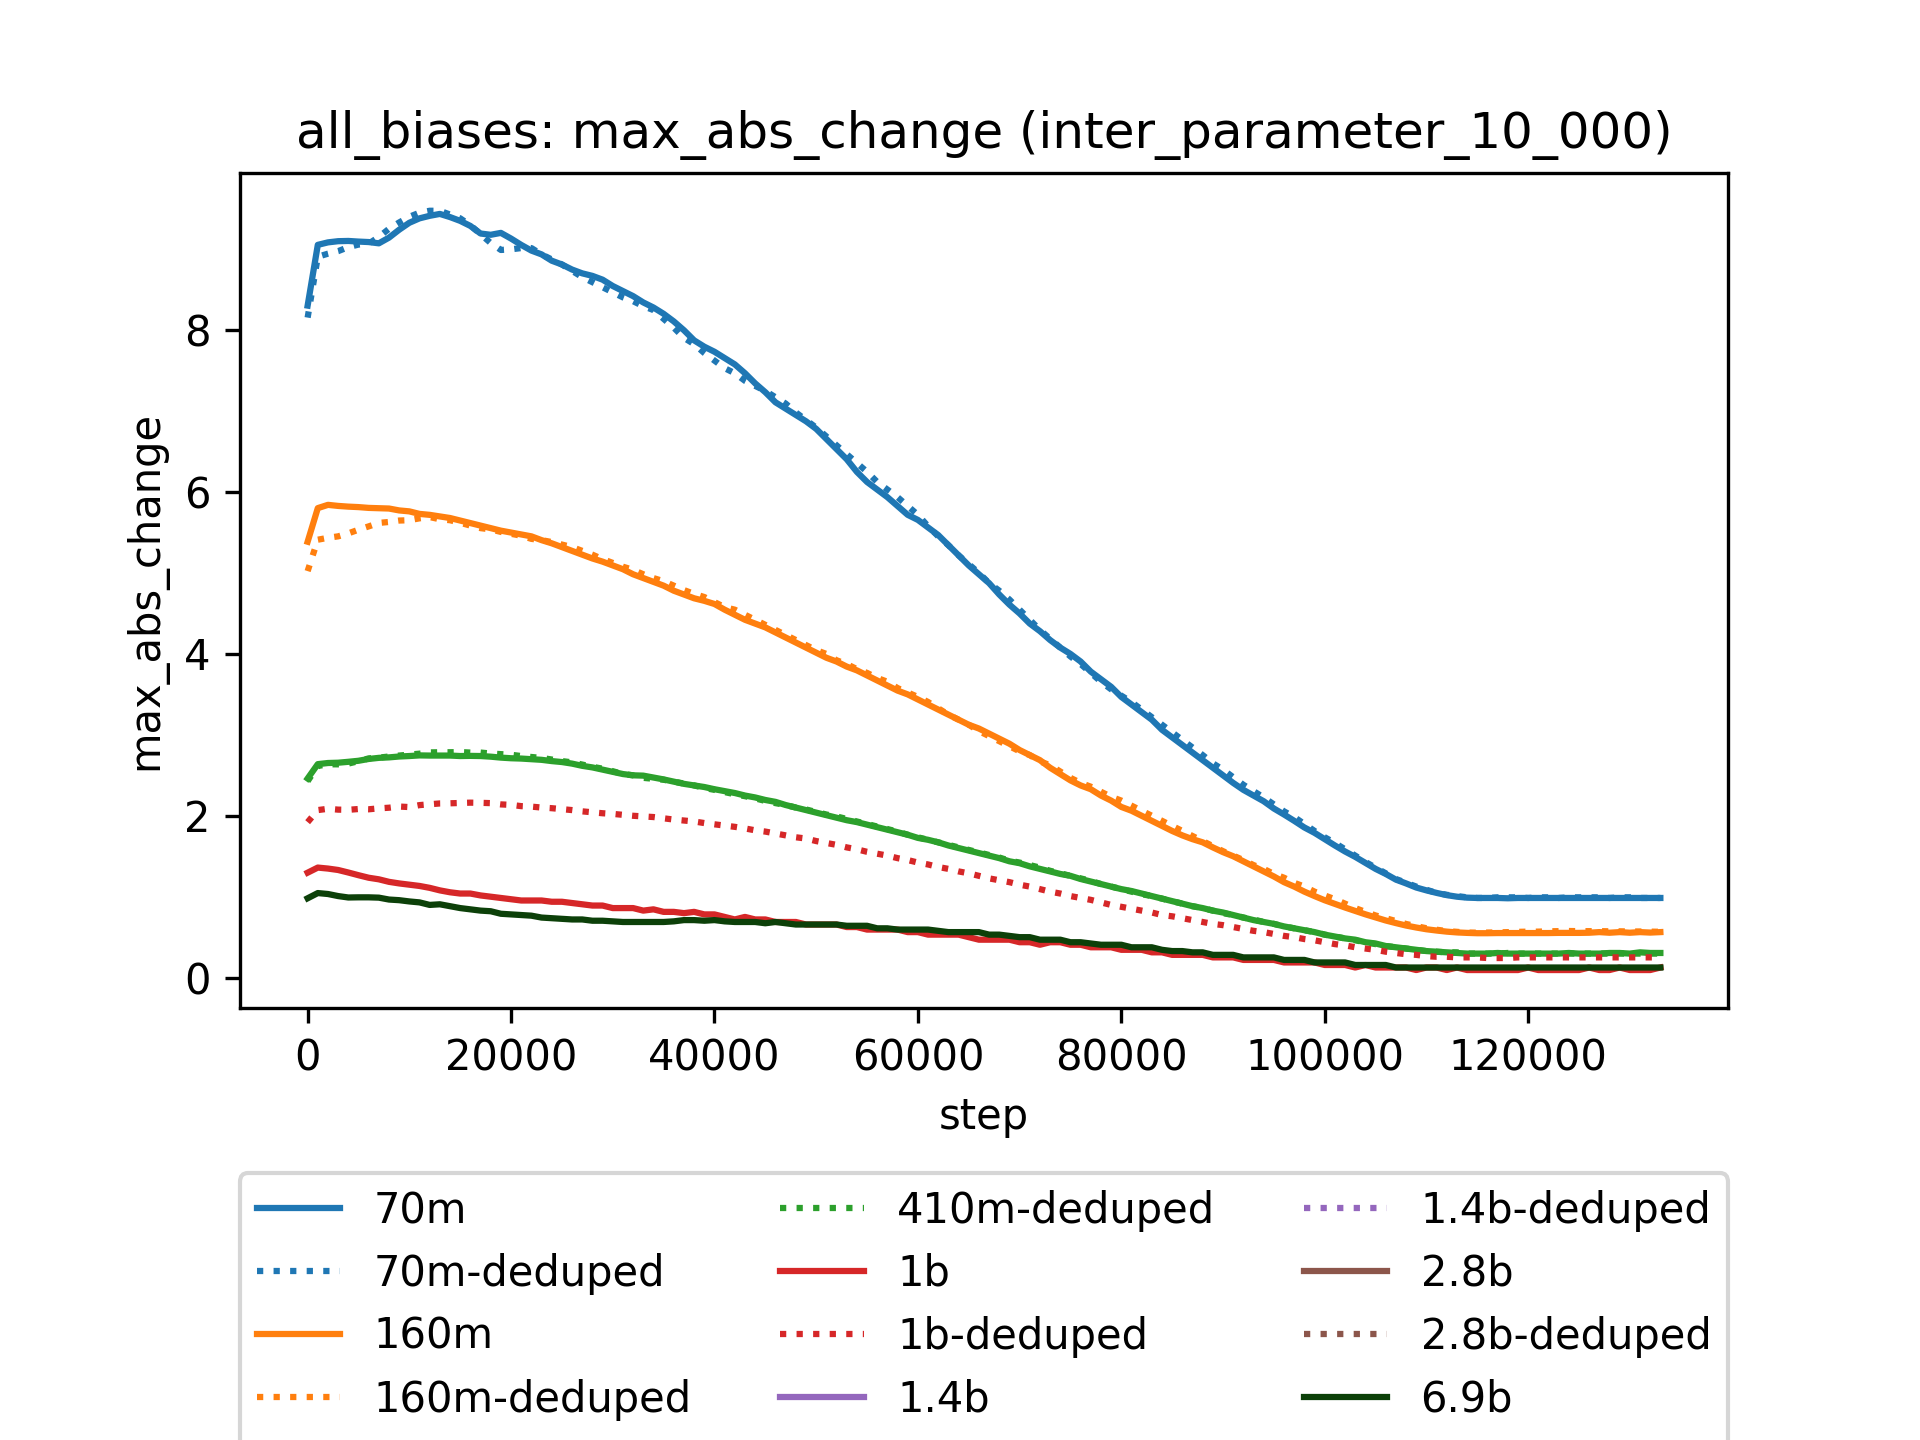 all_biases: max_abs_change (inter_parameter_10_000)
max_abs_change
8
6
4
2
0
0 20000 40000 60000 80000 100000 120000
step
70m 410m-deduped 1.4b-deduped
70m-deduped 1b 2.8b
160m 1b-deduped 2.8b-deduped
160m-deduped 1.4b 6.9b